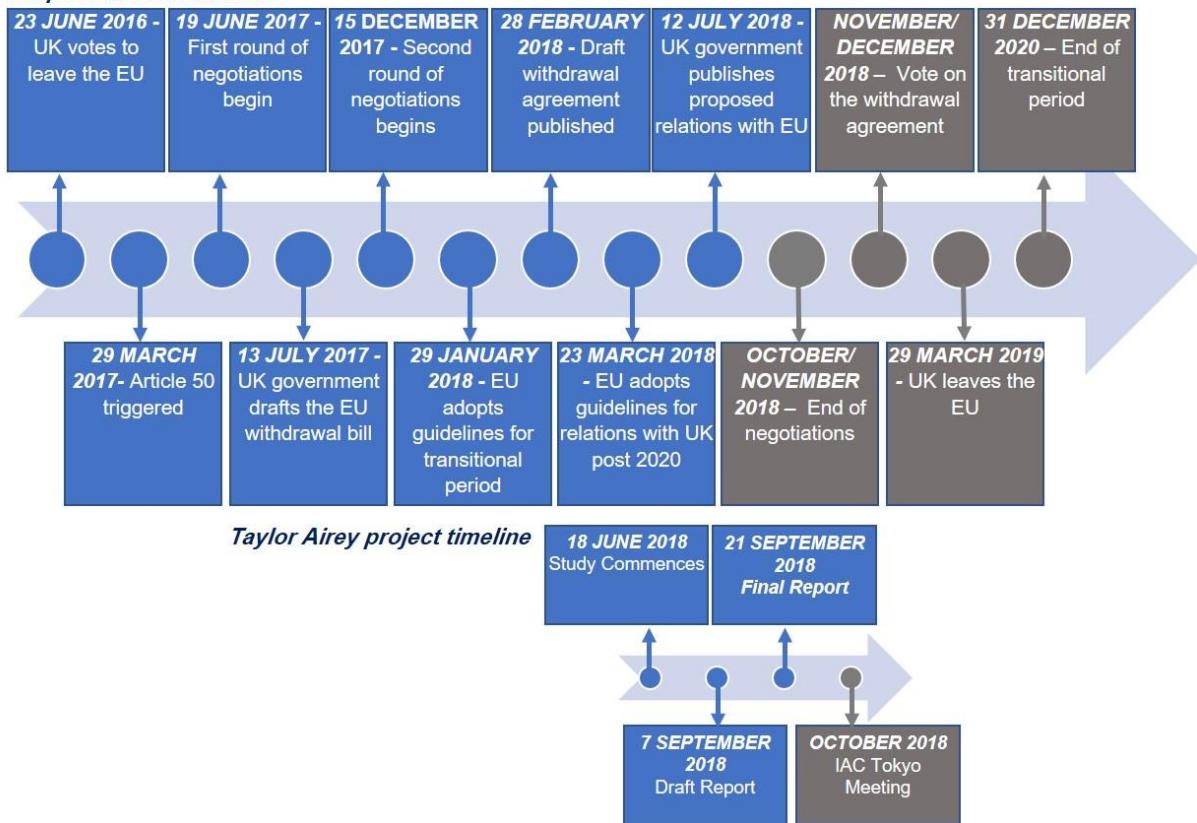 23 JUNE 2016 -
UK votes to
leave the EU
19 JUNE 2017 -
First round of
negotiations
begin
15 DECEMBER
2017 - Second
round of
negotiations
begins
28 FEBRUARY
2018 - Draft
withdrawal
agreement
published
12 JULY 2018 -
UK government
publishes
proposed
relations with EU
NOVEMBER/
DECEMBER
2018 – Vote on
the withdrawal
agreement
31 DECEMBER
2020 – End of
transitional
period
29 MARCH
2017- Article 50
triggered
13 JULY 2017 -
UK government
drafts the EU
withdrawal bill
29 JANUARY
2018 - EU
adopts
guidelines for
transitional
period
23 MARCH 2018
- EU adopts
guidelines for
relations with UK
post 2020
OCTOBER/
NOVEMBER
2018 – End of
negotiations
29 MARCH 2019
- UK leaves the
EU
Taylor Airey project timeline
18 JUNE 2018
Study Commences
21 SEPTEMBER
2018
Final Report
7 SEPTEMBER
2018
Draft Report
OCTOBER 2018
IAC Tokyo
Meeting